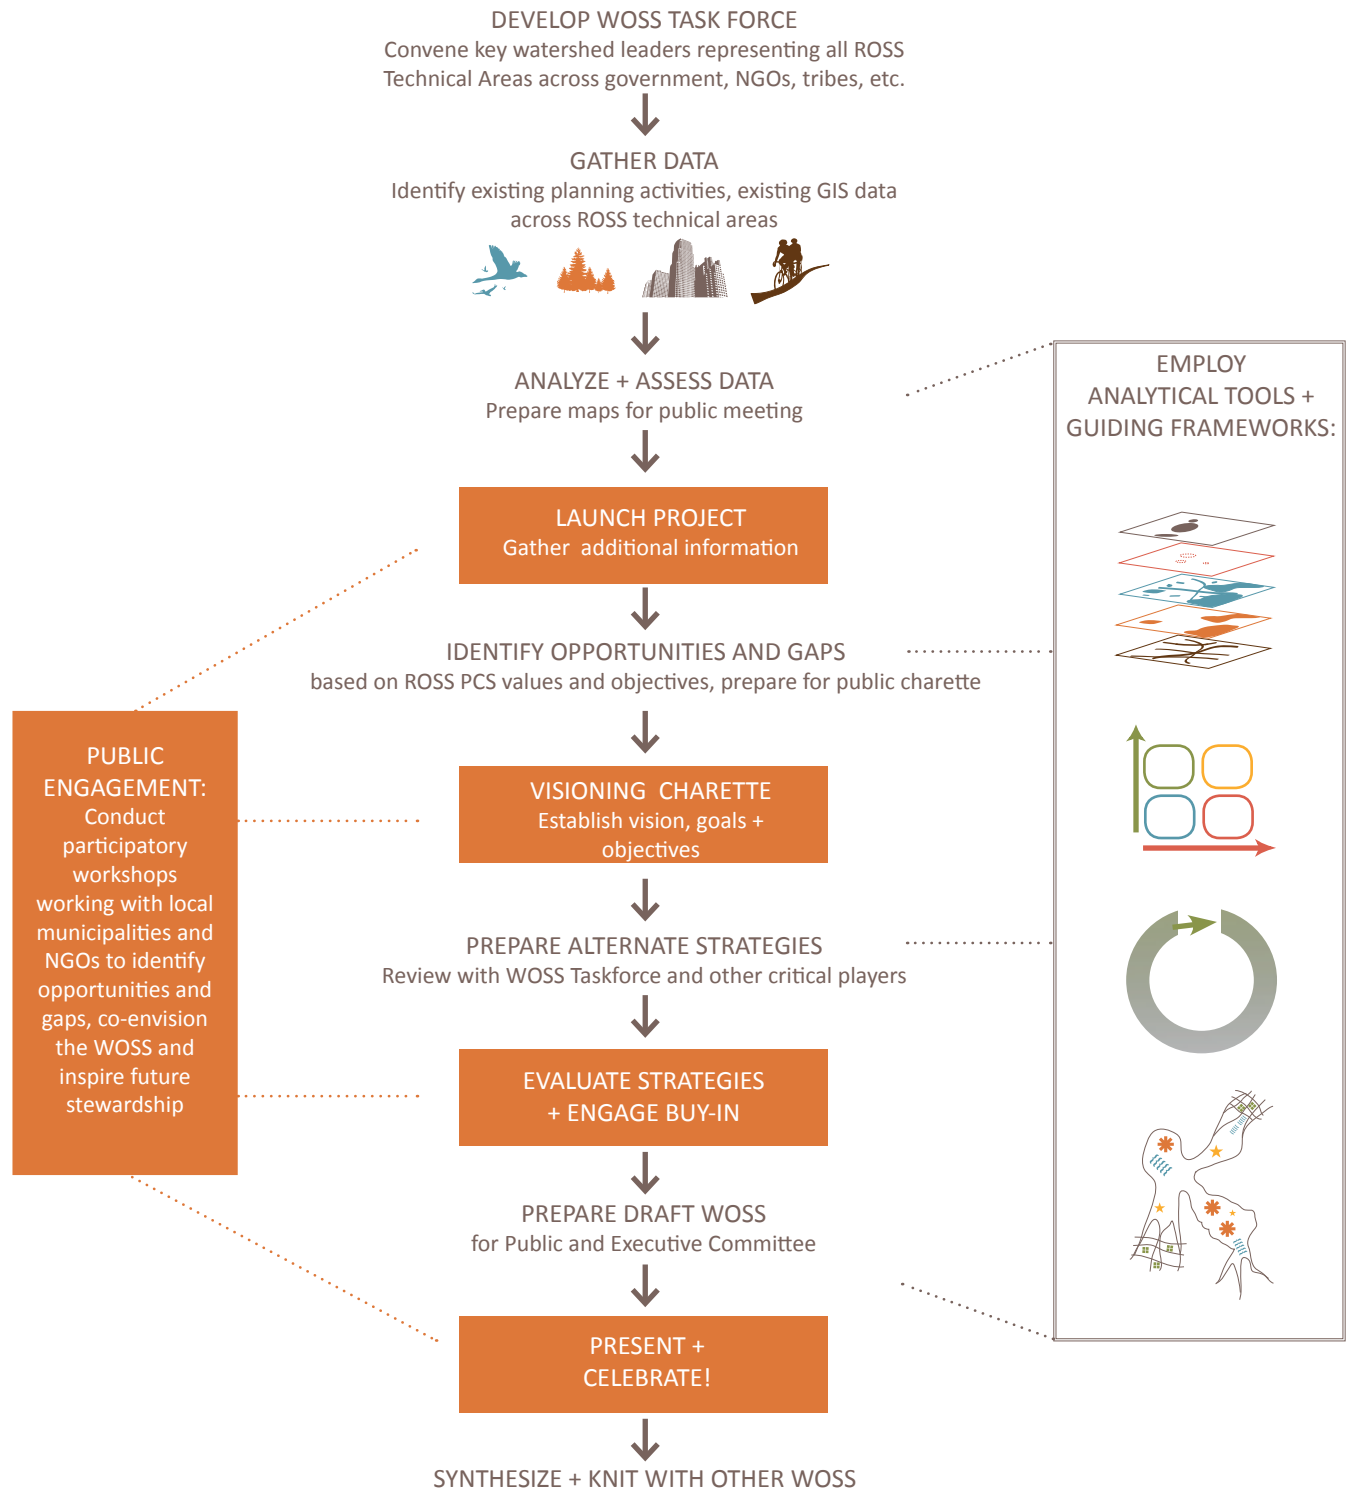 DEVELOP WOSS TASK FORCE
Convene key watershed leaders representing all ROSS
Technical Areas across government, NGOs, tribes, etc.
GATHER DATA
Identify existing planning activities, existing GIS data
across ROSS technical areas
ANALYZE + ASSESS DATA
Prepare maps for public meeting
LAUNCH PROJECT
Gather additional information
IDENTIFY OPPORTUNITIES AND GAPS
based on ROSS PCS values and objectives, prepare for public charette
VISIONING CHARETTE
Establish vision, goals +
objectives
PREPARE ALTERNATE STRATEGIES
Review with WOSS Taskforce and other critical players
EVALUATE STRATEGIES
+ ENGAGE BUY-IN
PREPARE DRAFT WOSS
for Public and Executive Committee
PRESENT +
CELEBRATE!
SYNTHESIZE + KNIT WITH OTHER WOSS
PUBLIC
ENGAGEMENT:
Conduct
participatory
workshops
working with local
municipalities and
NGOs to identify
opportunities and
gaps, co-envision
the WOSS and
inspire future
stewardship
EMPLOY
ANALYTICAL TOOLS +
GUIDING FRAMEWORKS: